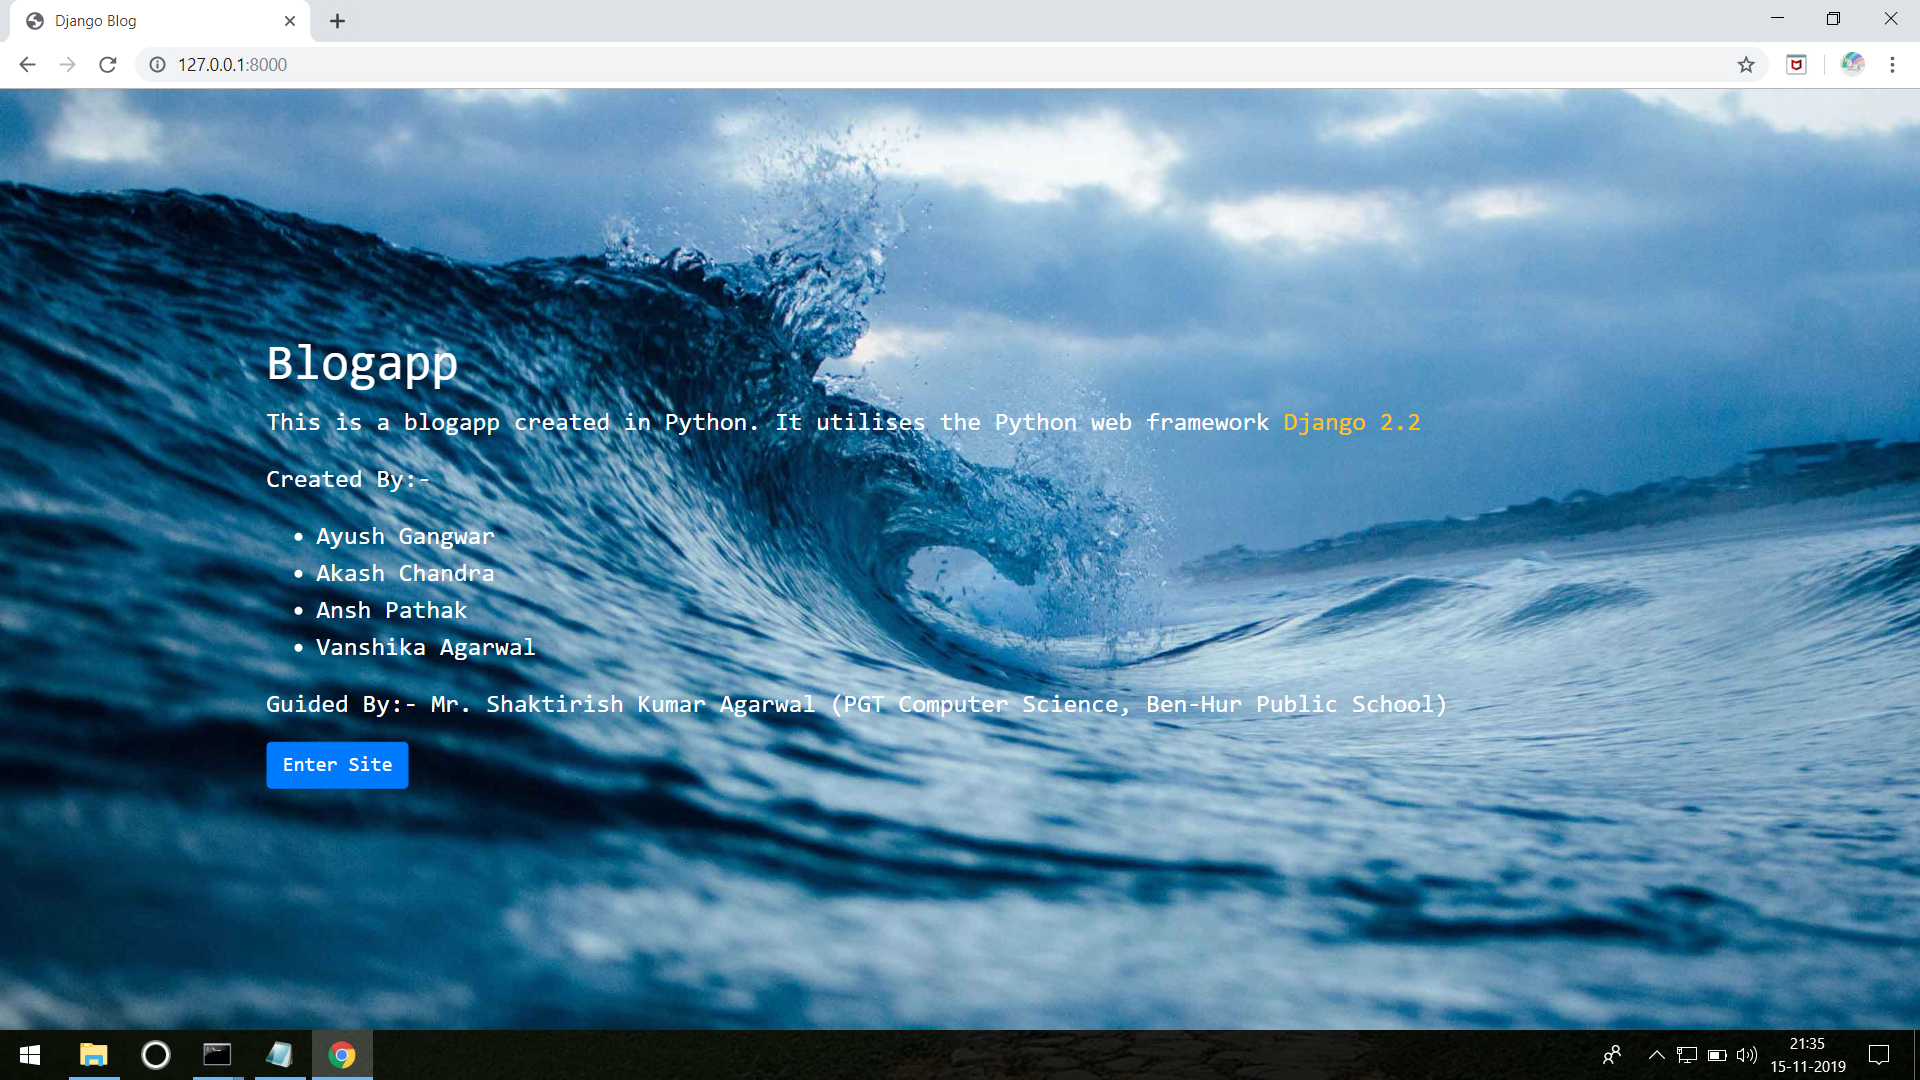 Django Blog
127.0.0.1:8000
Blogapp
This is a blogapp created in Python. It utilises the Python web framework Django 2.2
Created By:-
• Ayush Gangwar
• Akash Chandra
• Ansh Pathak
• Vanshika Agarwal
Guided By:- Mr. Shaktirish Kumar Agarwal (PGT Computer Science, Ben-Hur Public School)
Enter Site
21:35
15-11-2019